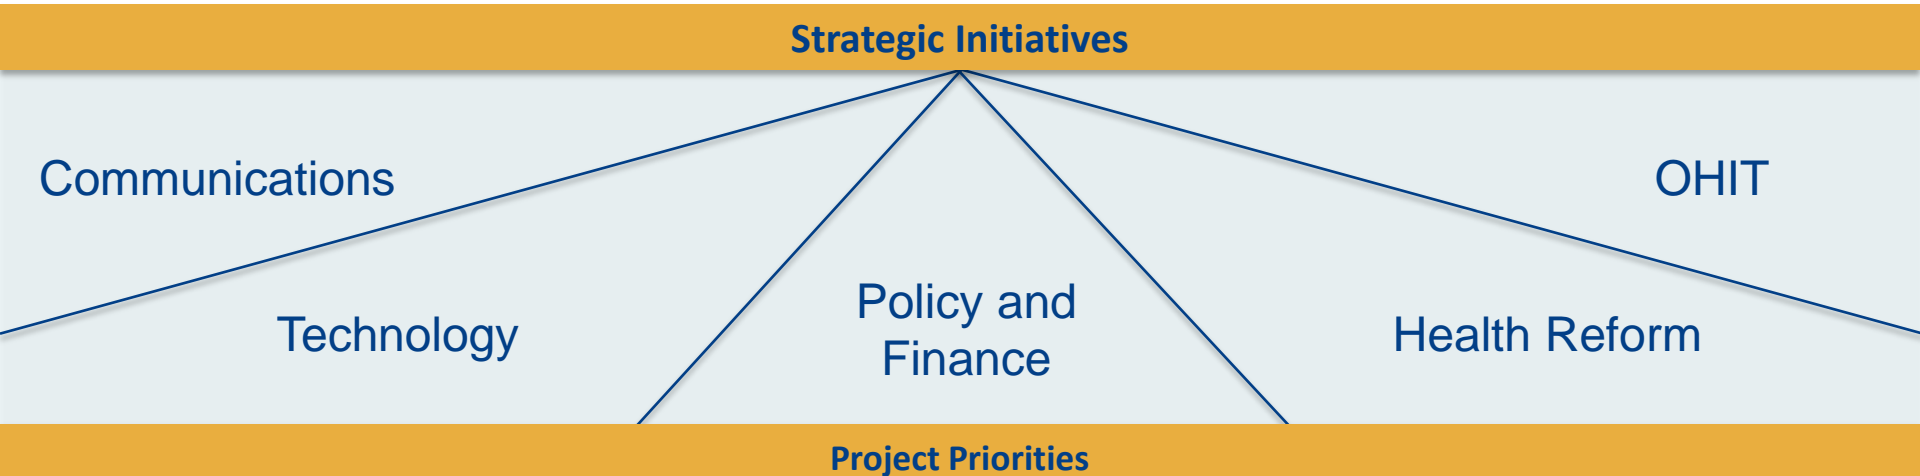 Strategic Initiatives
Communications
OHIT
Technology
Policy and
Finance
Health Reform
Project Priorities